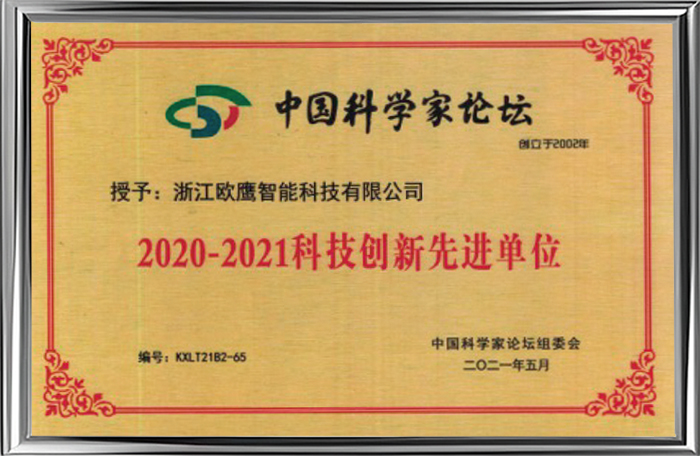 中国科学家论坛
创立于2002年
授予：浙江欧鹰智能科技有限公司
2020-2021科技创新先进单位
编号：KXLT21B2-65
中国科学家论坛组委会
二〇二一年五月